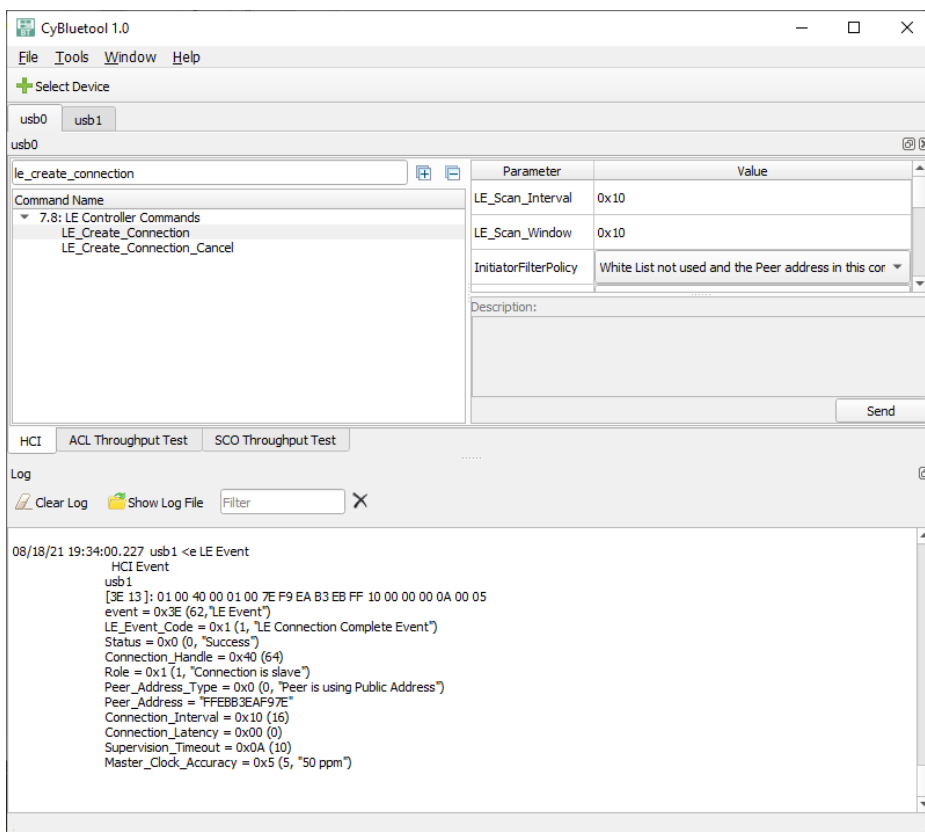 CyBluetool 1.0
File Tools Window Help
Select Device
usb0 usb1
usb0
le_create_connection
Command Name
7.8: LE Controller Commands
LE_Create_Connection
LE_Create_Connection_Cancel
Parameter Value
LE_Scan_Interval 0x10
LE_Scan_Window 0x10
InitiatorFilterPolicy White List not used and the Peer address in this cor
Description:
Send
HCI ACL Throughput Test SCO Throughput Test
Log
Clear Log Show Log File Filter
08/18/21 19:34:00.227 usb1 <e LE Event
HCI Event
usb1
[3E 13 ]: 01 00 40 00 01 00 7E F9 EA B3 EB FF 10 00 00 00 0A 00 05
event = 0x3E (62,"LE Event")
LE_Event_Code = 0x1 (1, "LE Connection Complete Event")
Status = 0x0 (0, "Success")
Connection_Handle = 0x40 (64)
Role = 0x1 (1, "Connection is slave")
Peer_Address_Type = 0x0 (0, "Peer is using Public Address")
Peer_Address = "FFEBB3EAF97E"
Connection_Interval = 0x10 (16)
Connection_Latency = 0x00 (0)
Supervision_Timeout = 0x0A (10)
Master_Clock_Accuracy = 0x5 (5, "50 ppm")